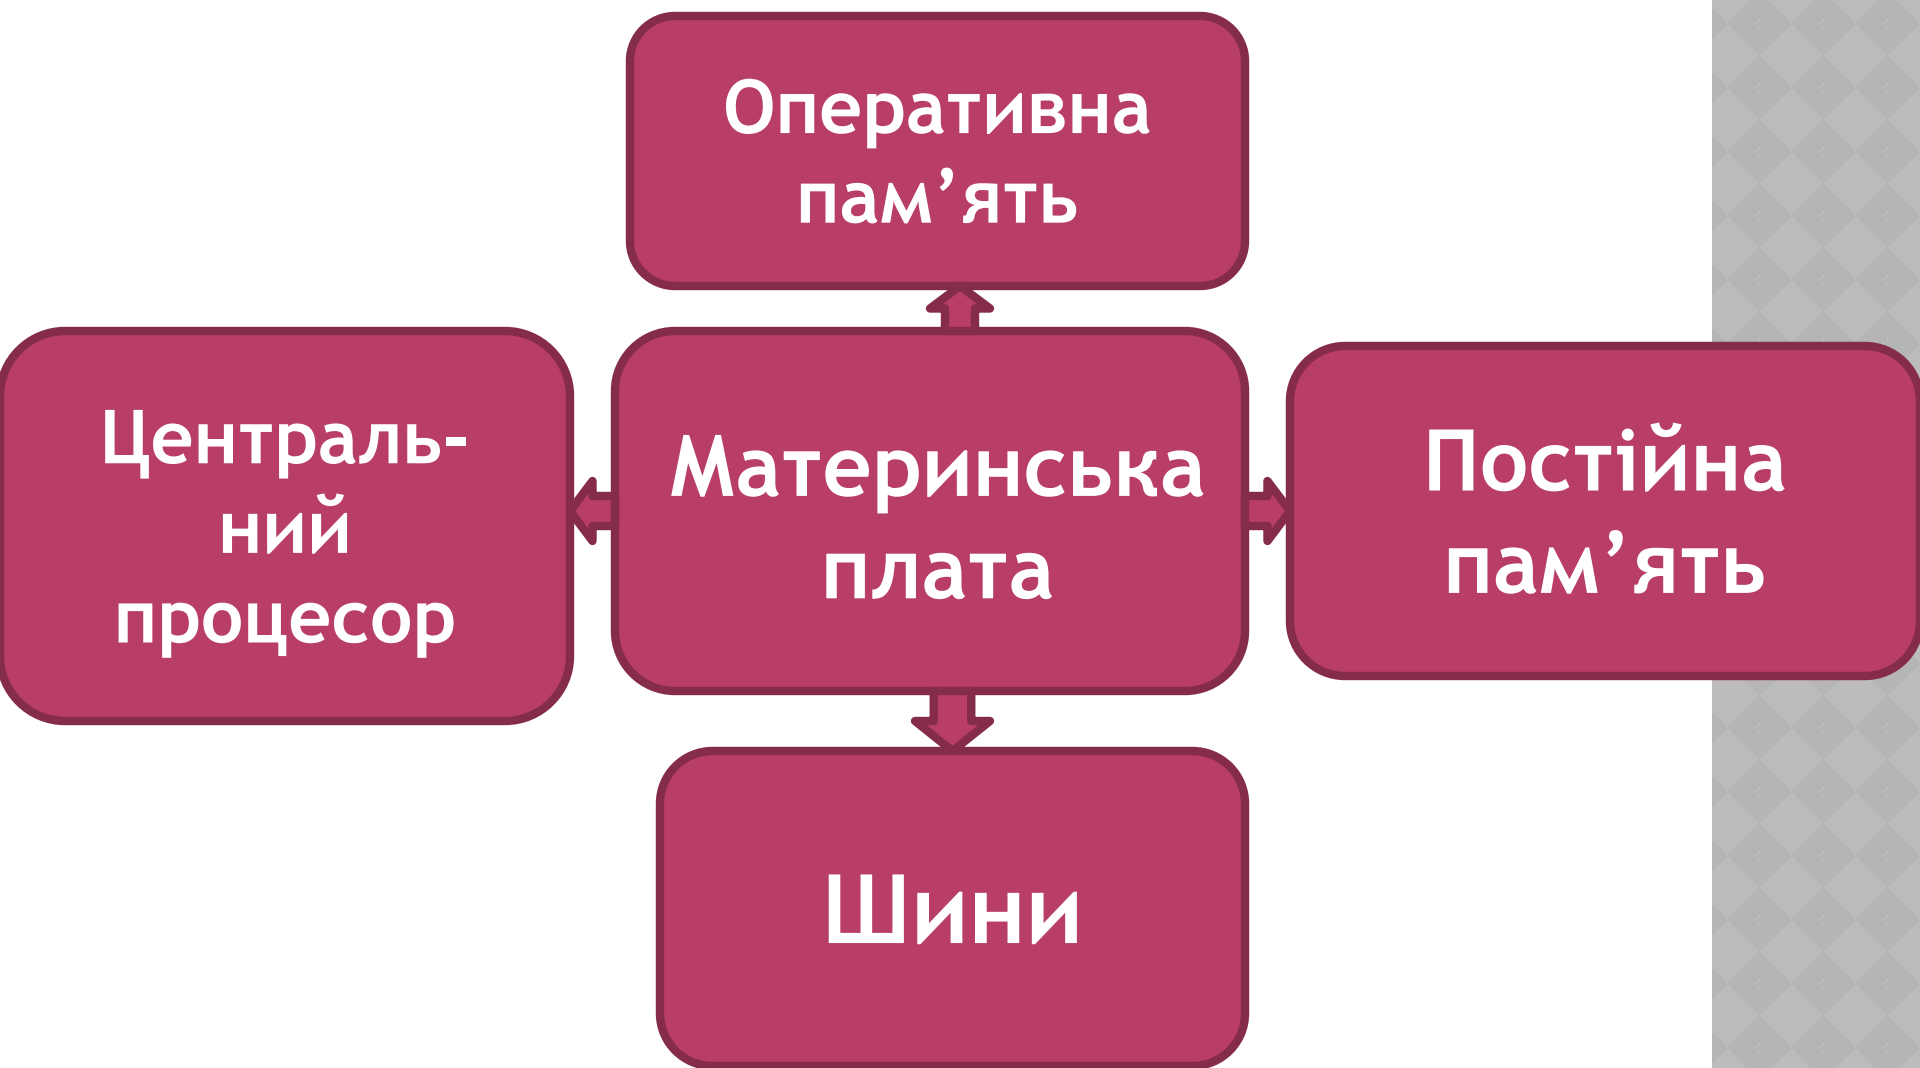 Оперативна
пам’ять
Централь-
ний
процесор
Материнська
плата
Постійна
пам’ять
Шини